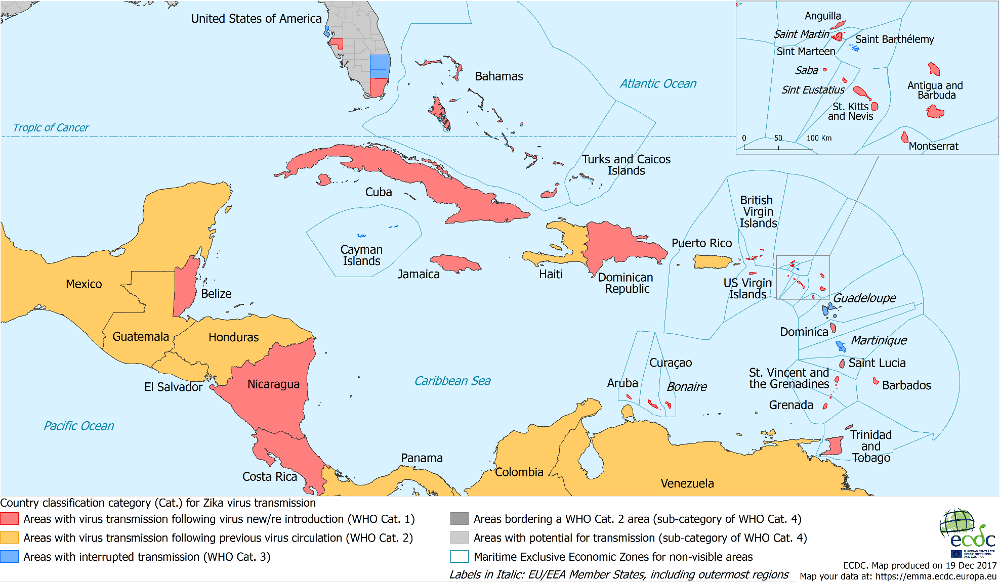 United States of America
Bahamas
Atlantic Ocean
Tropic of Cancer
Turks and Caicos
Islands
Cuba
Cayman
Islands
Jamaica
Haiti
Dominican
Republic
Puerto Rico
British
Virgin
Islands
US Virgin
Islands
Anguilla
Saint Martin
Saint Barthélemy
Sint Marteen
Saba
Sint Eustatius
St. Kitts
and Nevis
Antigua and
Barbuda
Montserrat
0 50 100 Km
Mexico
Belize
Guatemala
Honduras
El Salvador
Nicaragua
Costa Rica
Panama
Pacific Ocean
Caribbean Sea
Guadeloupe
Dominica
Martinique
Saint Lucia
St. Vincent and
the Grenadines
Barbados
Grenada
Curaçao
Aruba
Bonaire
Trinidad
and
Tobago
Colombia
Venezuela
Country classification category (Cat.) for Zika virus transmission
Areas with virus transmission following virus new/re introduction (WHO Cat. 1)
Areas with virus transmission following previous virus circulation (WHO Cat. 2)
Areas with interrupted transmission (WHO Cat. 3)
Areas bordering a WHO Cat. 2 area (sub-category of WHO Cat. 4)
Areas with potential for transmission (sub-category of WHO Cat. 4)
Maritime Exclusive Economic Zones for non-visible areas
Labels in Italic: EU/EEA Member States, including outermost regions
ecdc
EUROPEAN CENTRE FOR
DISEASE PREVENTION
AND CONTROL
ECDC. Map produced on 19 Dec 2017
Map your data at: https://emma.ecdc.europa.eu